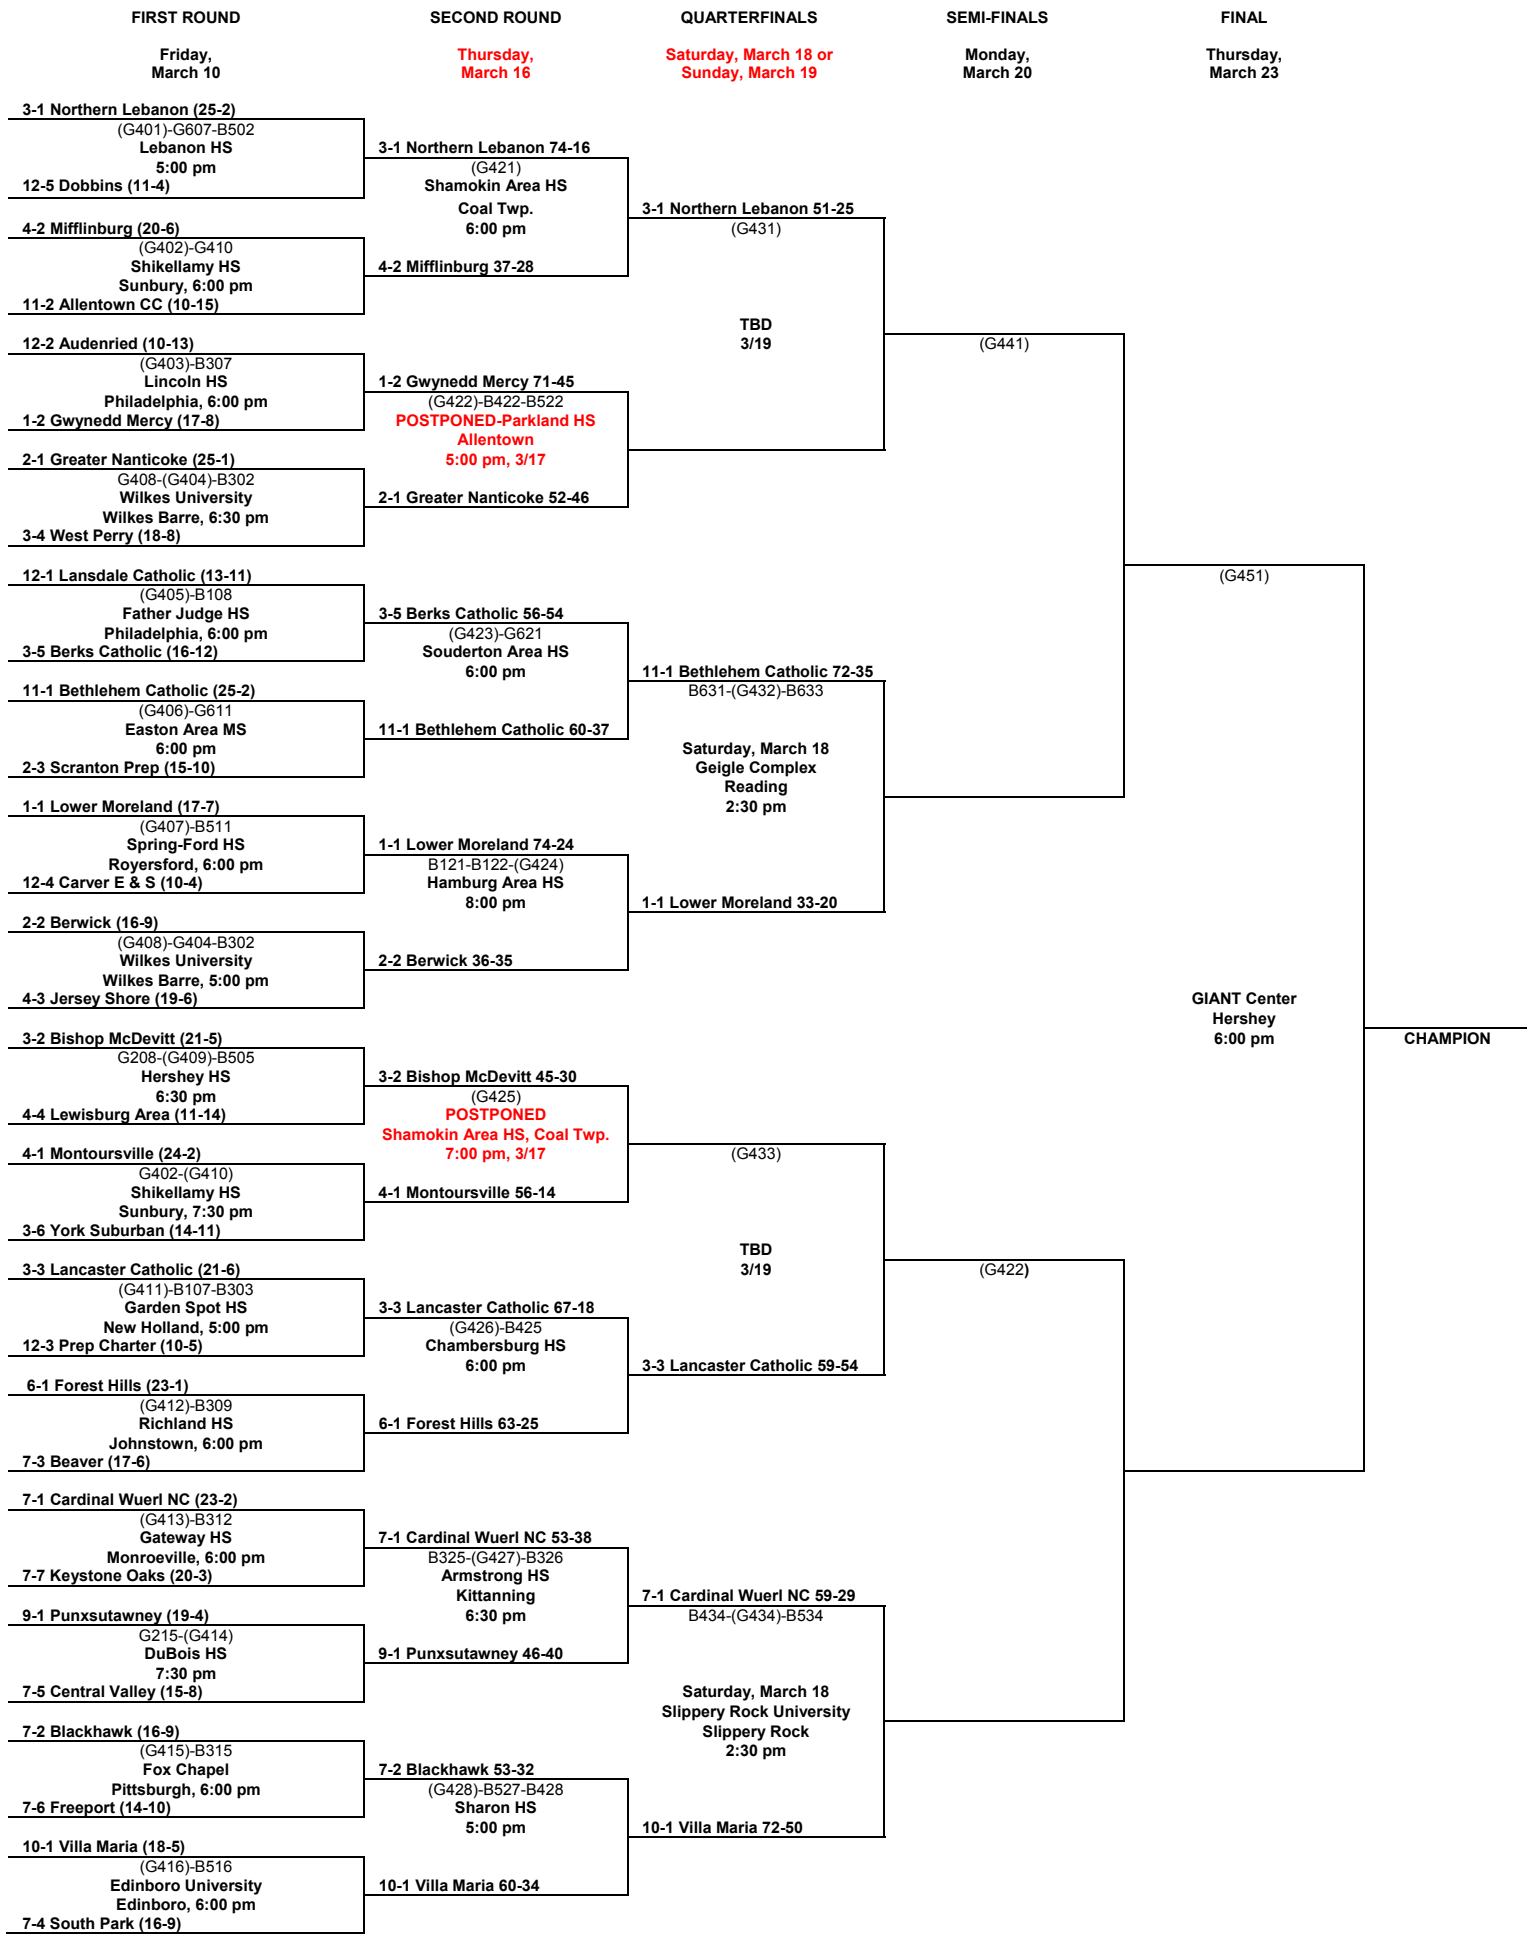 FIRST ROUND
Friday,
March 10
3-1 Northern Lebanon (25-2)
(G401)-G607-B502
Lebanon HS
5:00 pm
12-5 Dobbins (11-4)
4-2 Mifflinburg (20-6)
(G402)-G410
Shikellamy HS
Sunbury, 6:00 pm
11-2 Allentown CC (10-15)
12-2 Audenried (10-13)
(G403)-B307
Lincoln HS
Philadelphia, 6:00 pm
1-2 Gwynedd Mercy (17-8)
2-1 Greater Nanticoke (25-1)
G408-(G404)-B302
Wilkes University
Wilkes Barre, 6:30 pm
3-4 West Perry (18-8)
12-1 Lansdale Catholic (13-11)
(G405)-B108
Father Judge HS
Philadelphia, 6:00 pm
3-5 Berks Catholic (16-12)
11-1 Bethlehem Catholic (25-2)
(G406)-G611
Easton Area MS
6:00 pm
2-3 Scranton Prep (15-10)
1-1 Lower Moreland (17-7)
(G407)-B511
Spring-Ford HS
Royersford, 6:00 pm
12-4 Carver E & S (10-4)
2-2 Berwick (16-9)
(G408)-G404-B302
Wilkes University
Wilkes Barre, 5:00 pm
4-3 Jersey Shore (19-6)
3-2 Bishop McDevitt (21-5)
G208-(G409)-B505
Hershey HS
6:30 pm
4-4 Lewisburg Area (11-14)
4-1 Montoursville (24-2)
G402-(G410)
Shikellamy HS
Sunbury, 7:30 pm
3-6 York Suburban (14-11)
3-3 Lancaster Catholic (21-6)
(G411)-B107-B303
Garden Spot HS
New Holland, 5:00 pm
12-3 Prep Charter (10-5)
6-1 Forest Hills (23-1)
(G412)-B309
Richland HS
Johnstown, 6:00 pm
7-3 Beaver (17-6)
7-1 Cardinal Wuerl NC (23-2)
(G413)-B312
Gateway HS
Monroeville, 6:00 pm
7-7 Keystone Oaks (20-3)
9-1 Punxsutawney (19-4)
G215-(G414)
DuBois HS
7:30 pm
7-5 Central Valley (15-8)
7-2 Blackhawk (16-9)
(G415)-B315
Fox Chapel
Pittsburgh, 6:00 pm
7-6 Freeport (14-10)
10-1 Villa Maria (18-5)
(G416)-B516
Edinboro University
Edinboro, 6:00 pm
7-4 South Park (16-9)
SECOND ROUND
Thursday,
March 16
3-1 Northern Lebanon 74-16
(G421)
Shamokin Area HS
Coal Twp.
6:00 pm
4-2 Mifflinburg 37-28
1-2 Gwynedd Mercy 71-45
(G422)-B422-B522
POSTPONED-Parkland HS
Allentown
5:00 pm, 3/17
2-1 Greater Nanticoke 52-46
3-5 Berks Catholic 56-54
(G423)-G621
Souderton Area HS
6:00 pm
11-1 Bethlehem Catholic 60-37
1-1 Lower Moreland 74-24
B121-B122-(G424)
Hamburg Area HS
8:00 pm
2-2 Berwick 36-35
3-2 Bishop McDevitt 45-30
(G425)
POSTPONED
Shamokin Area HS, Coal Twp.
7:00 pm, 3/17
4-1 Montoursville 56-14
3-3 Lancaster Catholic 67-18
(G426)-B425
Chambersburg HS
6:00 pm
6-1 Forest Hills 63-25
7-1 Cardinal Wuerl NC 53-38
B325-(G427)-B326
Armstrong HS
Kittanning
6:30 pm
9-1 Punxsutawney 46-40
7-2 Blackhawk 53-32
(G428)-B527-B428
Sharon HS
5:00 pm
10-1 Villa Maria 60-34
QUARTERFINALS
Saturday, March 18 or
Sunday, March 19
3-1 Northern Lebanon 51-25
(G431)
TBD
3/19
11-1 Bethlehem Catholic 72-35
B631-(G432)-B633
Saturday, March 18
Geigle Complex
Reading
2:30 pm
1-1 Lower Moreland 33-20
(G433)
TBD
3/19
3-3 Lancaster Catholic 59-54
7-1 Cardinal Wuerl NC 59-29
B434-(G434)-B534
Saturday, March 18
Slippery Rock University
Slippery Rock
2:30 pm
10-1 Villa Maria 72-50
SEMI-FINALS
Monday,
March 20
(G441)
(G422)
FINAL
Thursday,
March 23
(G451)
GIANT Center
Hershey
6:00 pm
CHAMPION